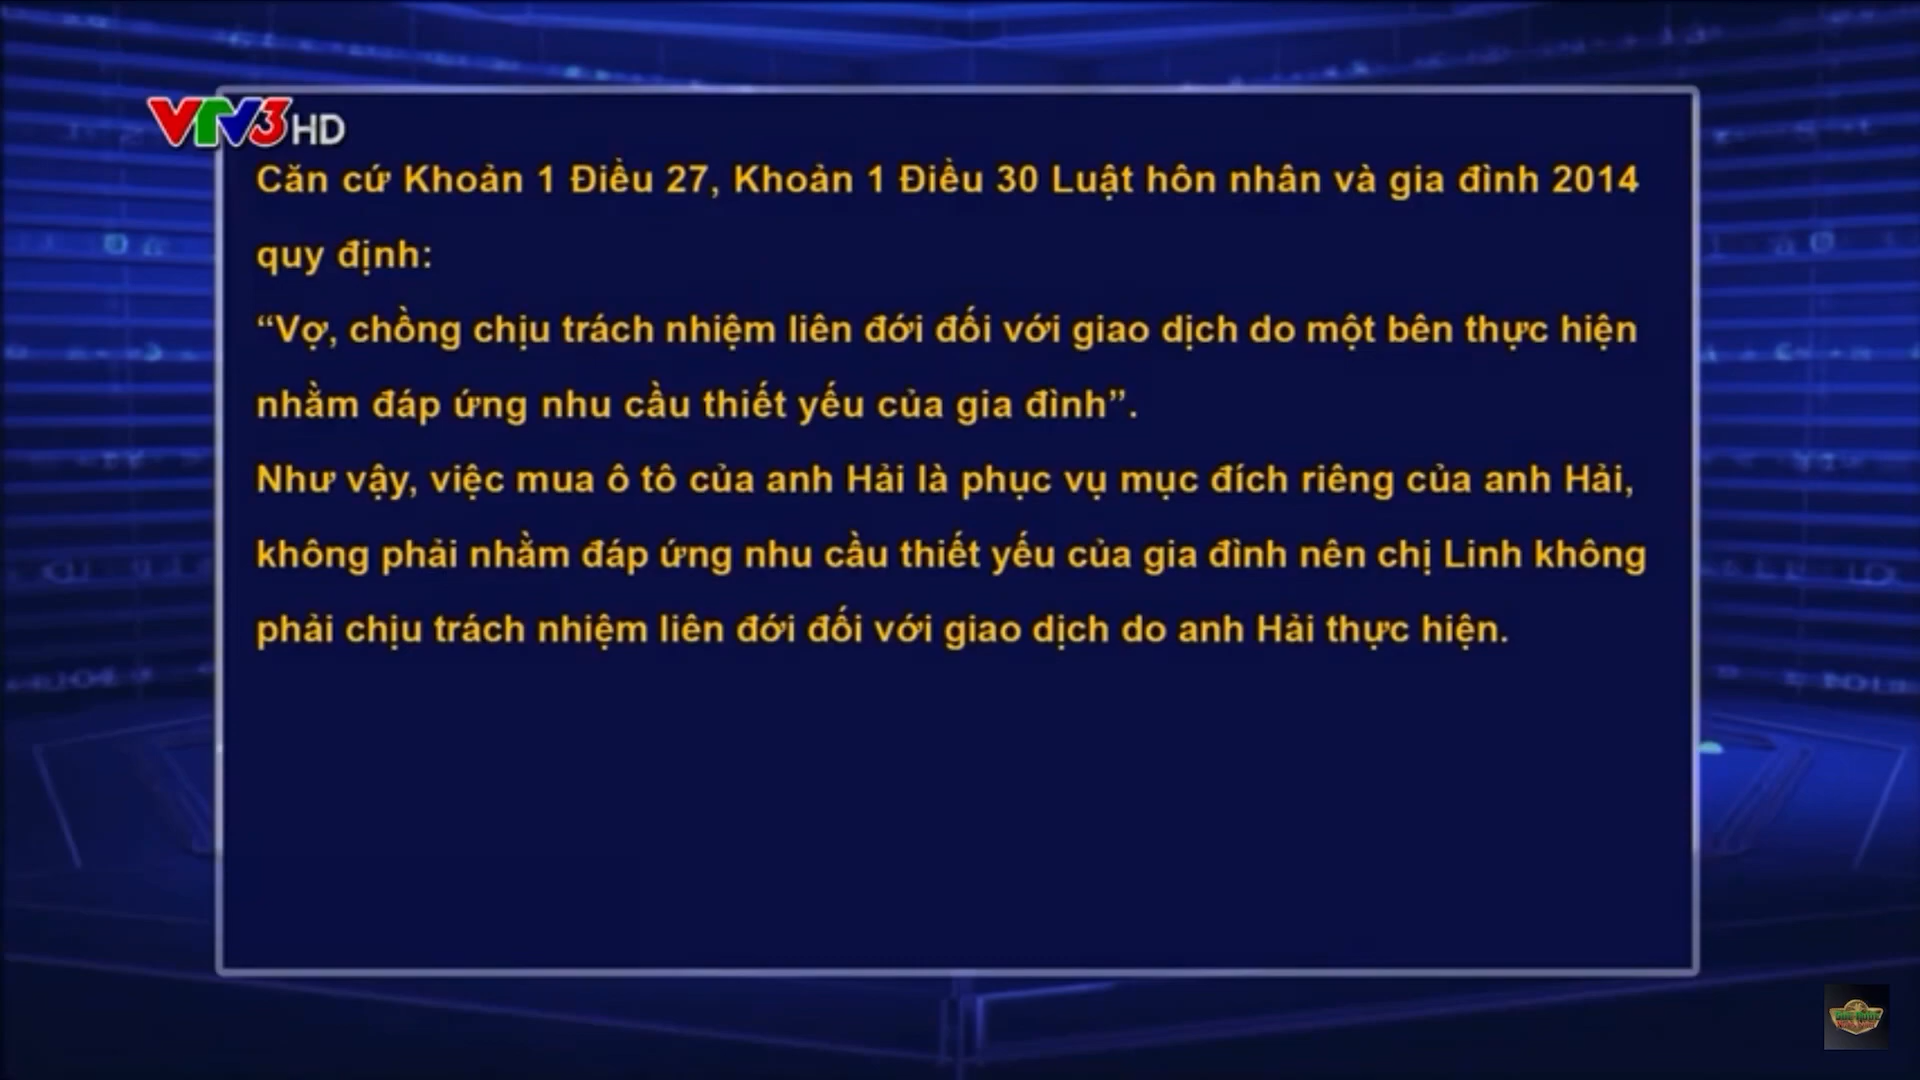 VTV3 HD
Căn cứ Khoản 1 Điều 27, Khoản 1 Điều 30 Luật hôn nhân và gia đình 2014
quy định:
“Vợ, chồng chịu trách nhiệm liên đới đối với giao dịch do một bên thực hiện
nhằm đáp ứng nhu cầu thiết yếu của gia đình”.
Như vậy, việc mua ô tô của anh Hải là phục vụ mục đích riêng của anh Hải,
không phải nhằm đáp ứng nhu cầu thiết yếu của gia đình nên chị Linh không
phải chịu trách nhiệm liên đới đối với giao dịch do anh Hải thực hiện.